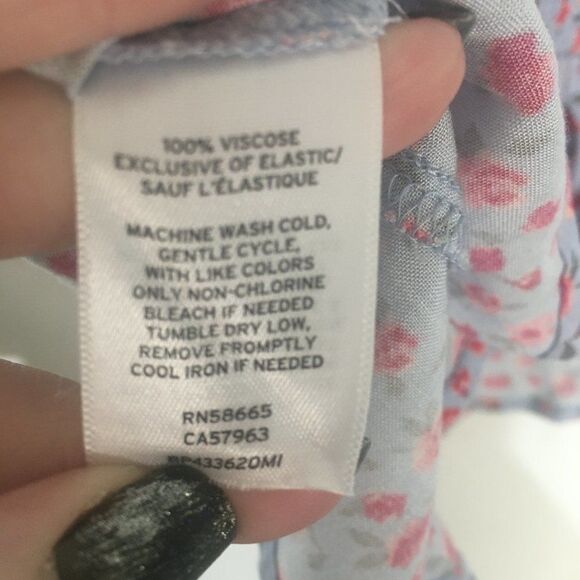 100% VISCOSE
EXCLUSIVE OF ELASTIC/
SAUF L'ÉLASTIQUE
MACHINE WASH COLD,
GENTLE CYCLE,
WITH LIKE COLORS
ONLY NON-CHLORINE
BLEACH IF NEEDED
TUMBLE DRY LOW,
REMOVE PROMPTLY
COOL IRON IF NEEDED
RN58665
CA57963